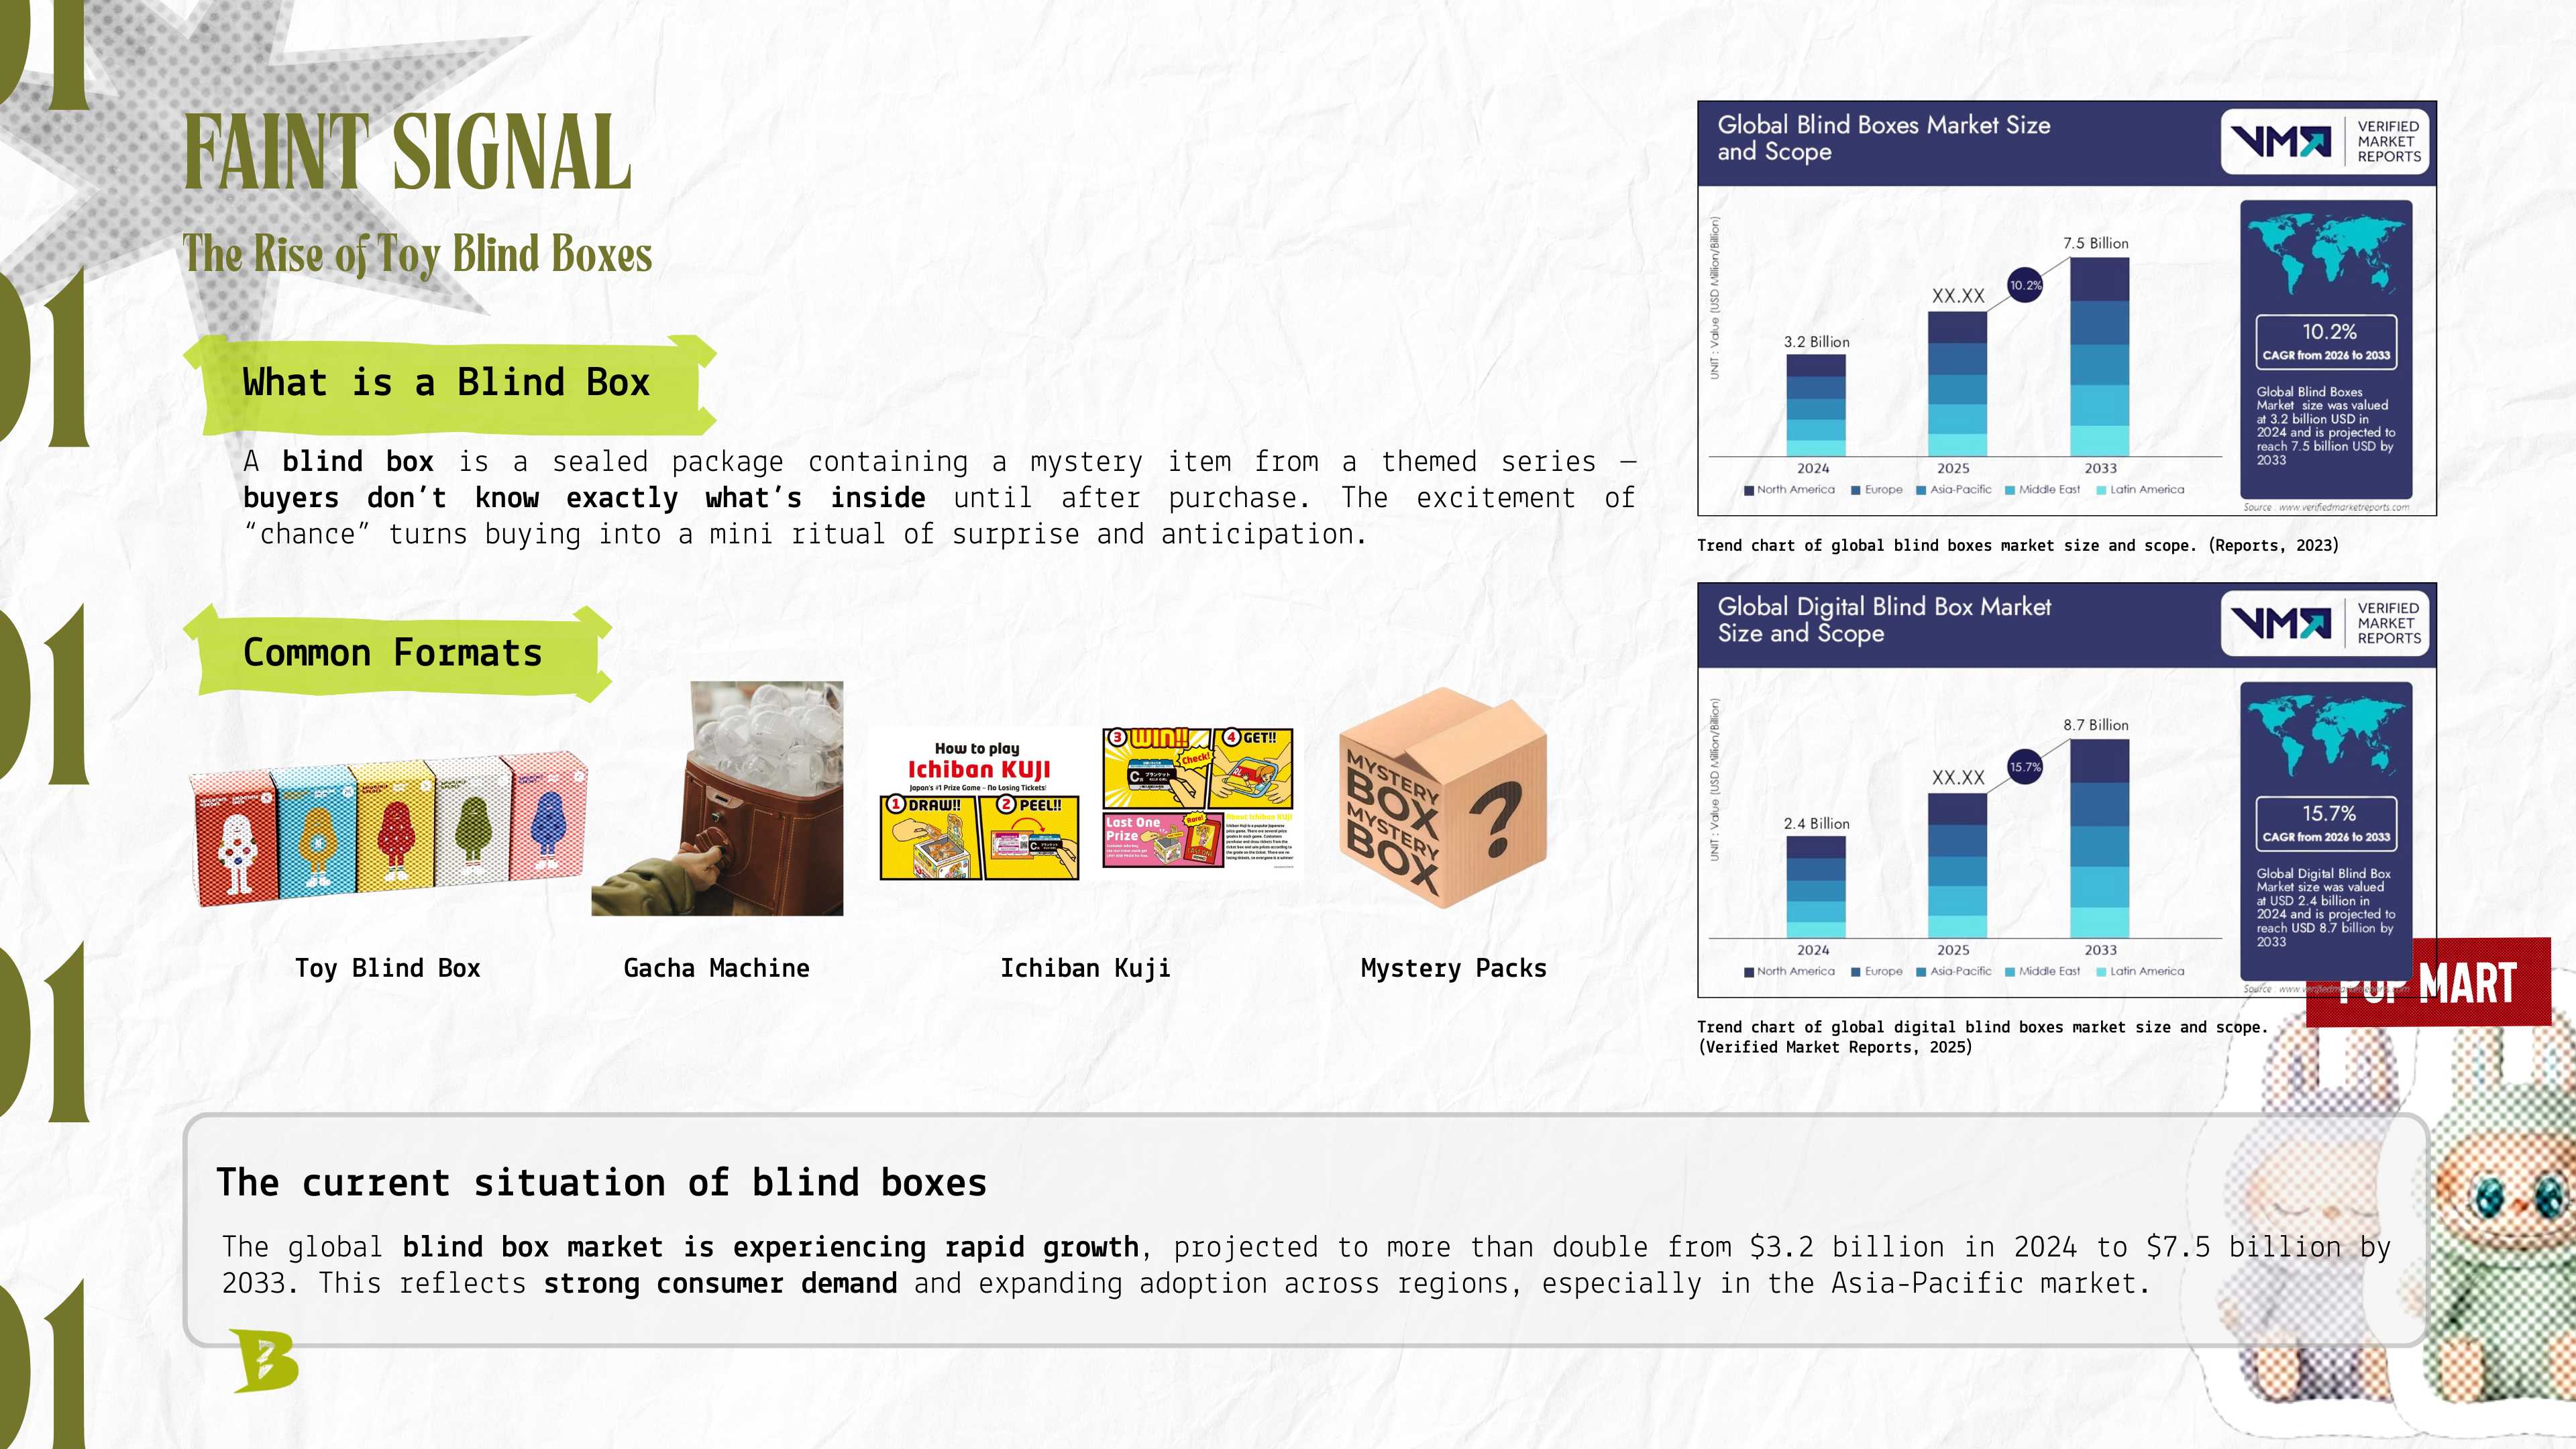 01
01
01
01
01
FAINT SIGNAL
The Rise of Toy Blind Boxes
What is a Blind Box
A blind box is a sealed package containing a mystery item from a themed series –
buyers don’t know exactly what’s inside until after purchase. The excitement of
“chance” turns buying into a mini ritual of surprise and anticipation.
Common Formats
How to play
Ichiban KUJI
Japan's #1 Prize Game – No Losing Tickets!
1 DRAW!!
2 PEEL!!
3 WIN!!
Check!
4 GET!!
Last One
Prize
Rare!
About Ichiban Kuji
MYSTERY
BOX
MYSTERY
BOX
?
Toy Blind Box
Gacha Machine
Ichiban Kuji
Mystery Packs
Global Blind Boxes Market Size
and Scope
VMR
VERIFIED
MARKET
REPORTS
UNIT : Value (USD Million/Billion)
3.2 Billion
XX.XX
10.2%
7.5 Billion
2024
2025
2033
North America
Europe
Asia-Pacific
Middle East
Latin America
10.2%
CAGR from 2026 to 2033
Global Blind Boxes
Market size was valued
at 3.2 billion USD in
2024 and is projected to
reach 7.5 billion USD by
2033
Source : www.verifiedmarketreports.com
Trend chart of global blind boxes market size and scope. (Reports, 2023)
Global Digital Blind Box Market
Size and Scope
VMR
VERIFIED
MARKET
REPORTS
UNIT : Value (USD Million/Billion)
2.4 Billion
XX.XX
15.7%
8.7 Billion
2024
2025
2033
North America
Europe
Asia-Pacific
Middle East
Latin America
15.7%
CAGR from 2026 to 2033
Global Digital Blind Box
Market size was valued
at USD 2.4 billion in
2024 and is projected to
reach USD 8.7 billion by
2033
Source : www.verifiedmarketreports.com
POP MART
Trend chart of global digital blind boxes market size and scope.
(Verified Market Reports, 2025)
The current situation of blind boxes
The global blind box market is experiencing rapid growth, projected to more than double from $3.2 billion in 2024 to $7.5 billion by
2033. This reflects strong consumer demand and expanding adoption across regions, especially in the Asia-Pacific market.
B